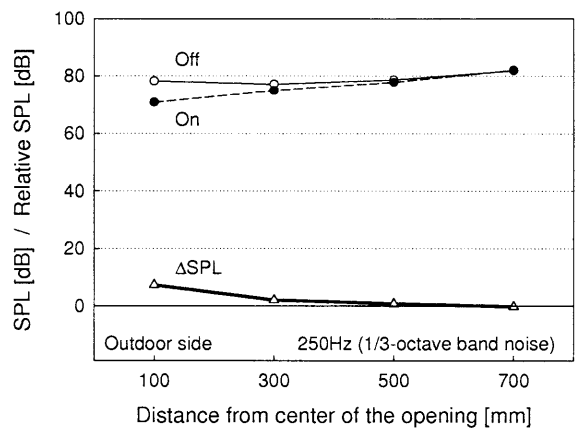 SPL [dB] / Relative SPL [dB]
100
80
60
40
20
0
Off
On
ΔSPL
Outdoor side
250Hz (1/3-octave band noise)
100 300 500 700
Distance from center of the opening [mm]